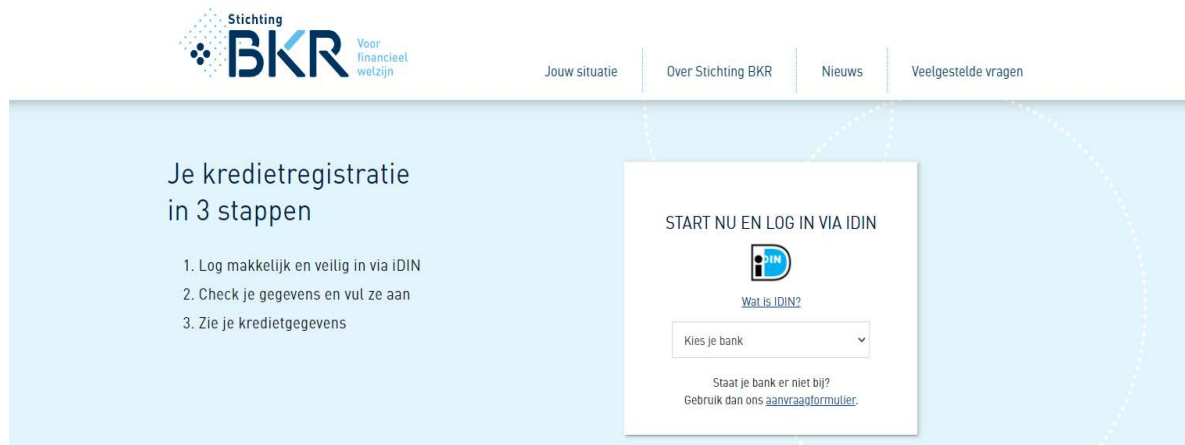 Stichting
BKR
Voor
financieel
welzijn
Jouw situatie
Over Stichting BKR
Nieuws
Veelgestelde vragen
Je kredietregistratie
in 3 stappen
1. Log makkelijk en veilig in via iDIN
2. Check je gegevens en vul ze aan
3. Zie je kredietgegevens
START NU EN LOG IN VIA IDIN
iDIN
Wat is IDIN?
Kies je bank
Staat je bank er niet bij?
Gebruik dan ons aanvraagformulier.